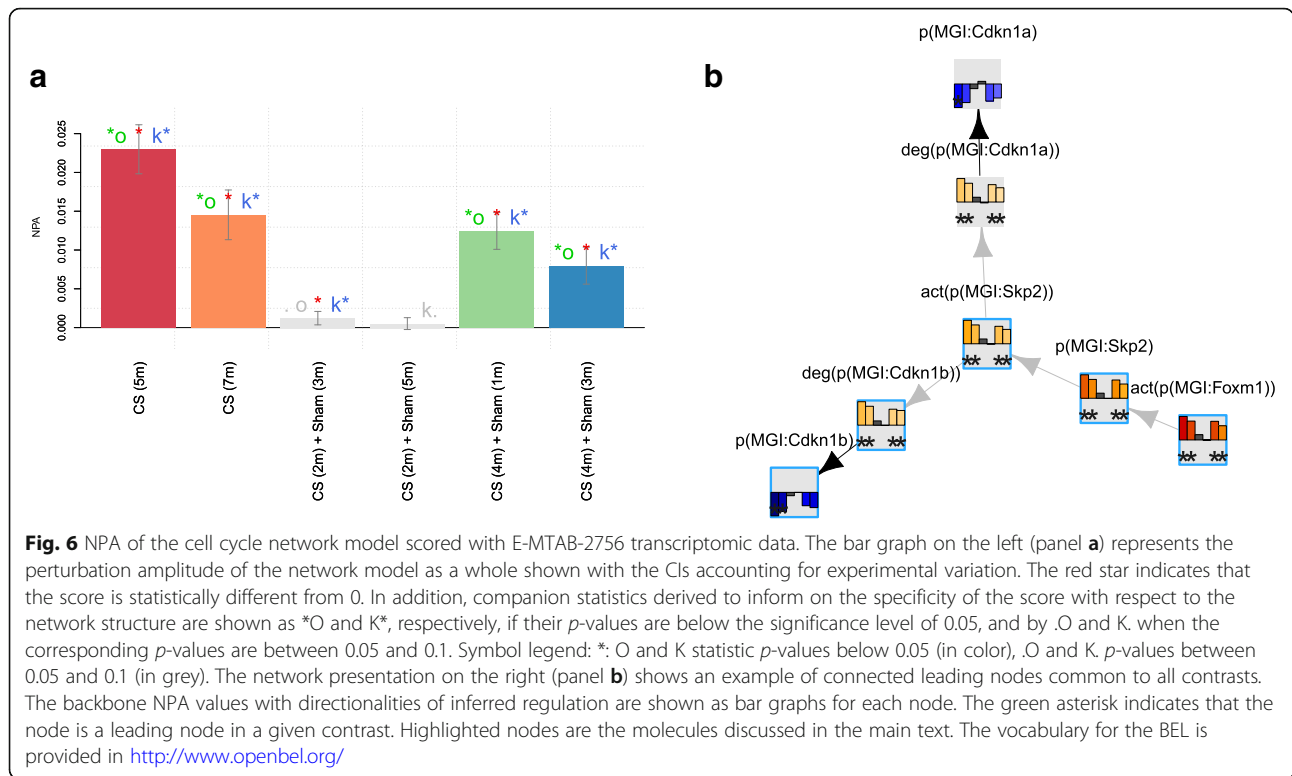 a
b
0.025
0.020
0.015
0.010
0.005
0.000
NPA
*o * k*
*o * k*
. o * k*
k.
*o * k*
*o * k*
CS (5m)
CS (7m)
CS (2m) + Sham (3m)
CS (2m) + Sham (5m)
CS (4m) + Sham (1m)
CS (4m) + Sham (3m)
p(MGI:Cdkn1a)
*
deg(p(MGI:Cdkn1a))
** **
act(p(MGI:Skp2))
** **
p(MGI:Skp2)
** **
act(p(MGI:Foxm1))
** **
deg(p(MGI:Cdkn1b))
** **
p(MGI:Cdkn1b)
**
Fig. 6 NPA of the cell cycle network model scored with E-MTAB-2756 transcriptomic data. The bar graph on the left (panel a) represents the
perturbation amplitude of the network model as a whole shown with the CIs accounting for experimental variation. The red star indicates that
the score is statistically different from 0. In addition, companion statistics derived to inform on the specificity of the score with respect to the
network structure are shown as *O and K*, respectively, if their p-values are below the significance level of 0.05, and by .O and K. when the
corresponding p-values are between 0.05 and 0.1. Symbol legend: *: O and K statistic p-values below 0.05 (in color), .O and K. p-values between
0.05 and 0.1 (in grey). The network presentation on the right (panel b) shows an example of connected leading nodes common to all contrasts.
The backbone NPA values with directionalities of inferred regulation are shown as bar graphs for each node. The green asterisk indicates that the
node is a leading node in a given contrast. Highlighted nodes are the molecules discussed in the main text. The vocabulary for the BEL is
provided in http://www.openbel.org/